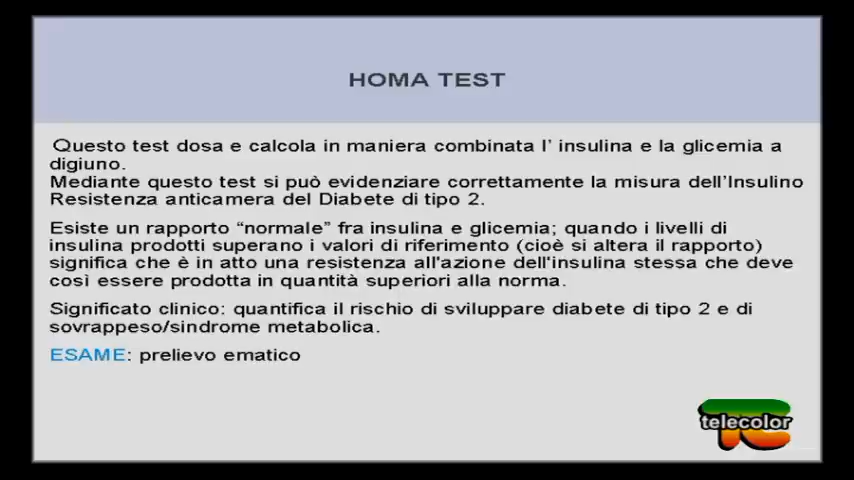 HOMA TEST
Questo test dosa e calcola in maniera combinata l' insulina e la glicemia a
digiuno.
Mediante questo test si può evidenziare correttamente la misura dell'Insulino
Resistenza anticamera del Diabete di tipo 2.
Esiste un rapporto “normale” fra insulina e glicemia; quando i livelli di
insulina prodotti superano i valori di riferimento (cioè si altera il rapporto)
significa che è in atto una resistenza all'azione dell'insulina stessa che deve
così essere prodotta in quantità superiori alla norma.
Significato clinico: quantifica il rischio di sviluppare diabete di tipo 2 e di
sovrappeso/sindrome metabolica.
ESAME: prelievo ematico
telecolor